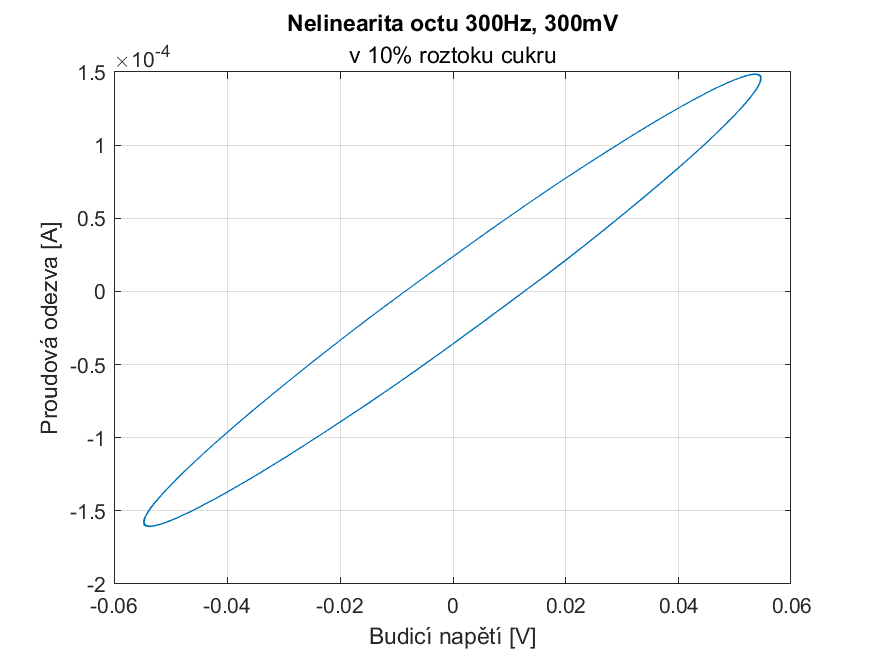 Nelinearita octu 300Hz, 300mV
v 10% roztoku cukru
×10-4
1.5
1
0.5
0
-0.5
-1
-1.5
-2
-0.06 -0.04 -0.02 0 0.02 0.04 0.06
Proudová odezva [A]
Budicí napětí [V]